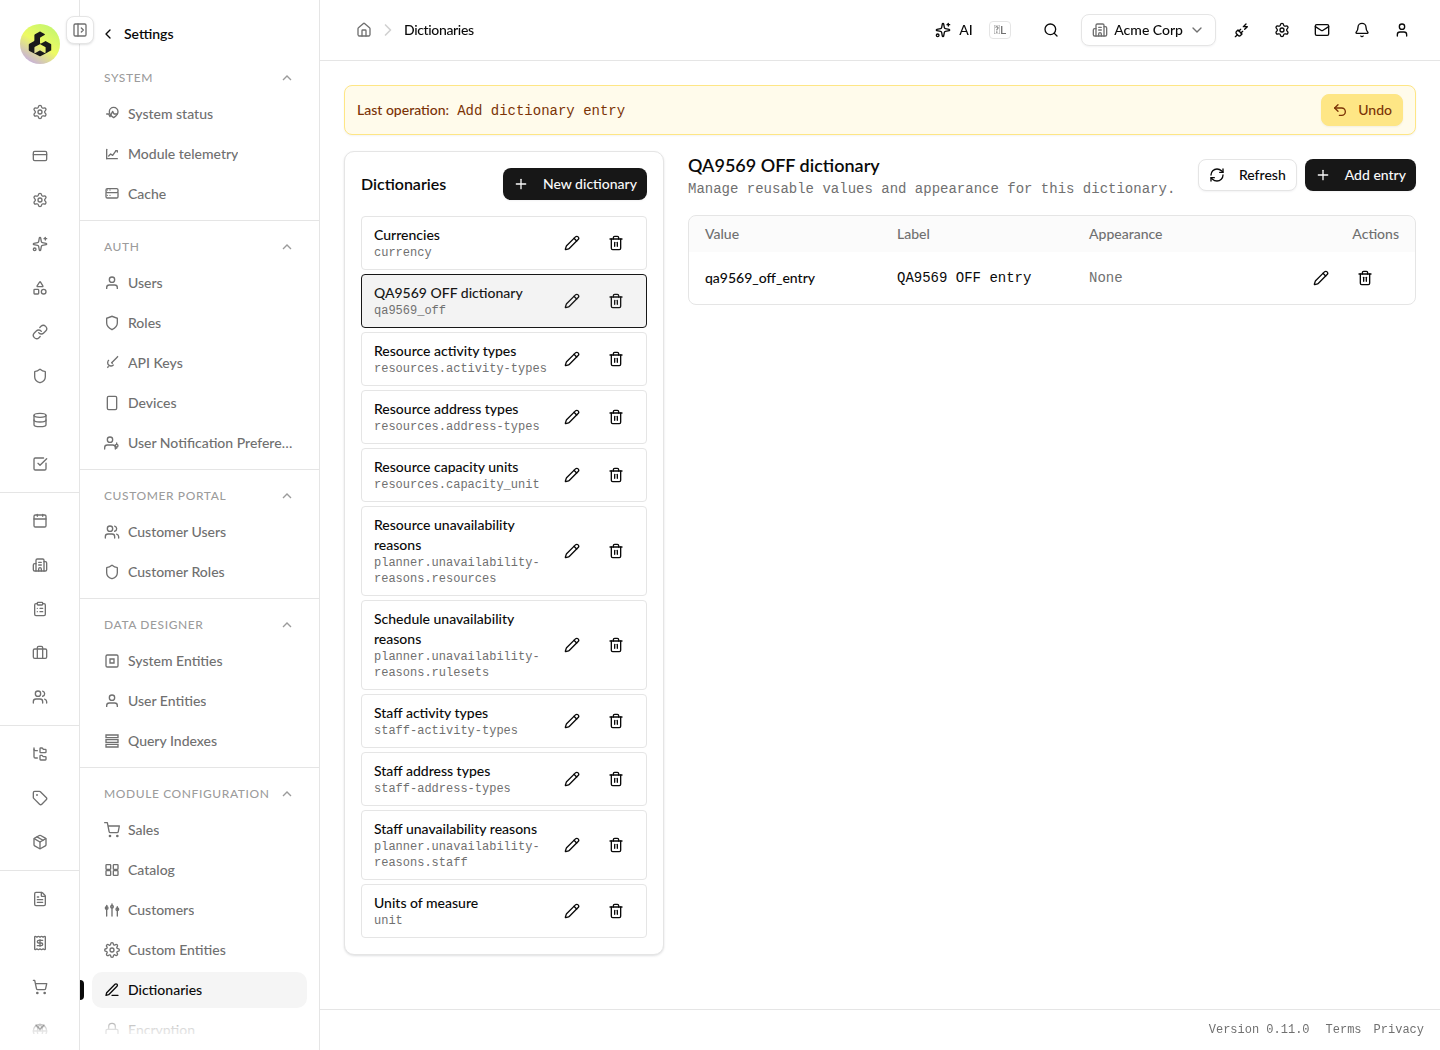 Settings
SYSTEM
System status
Module telemetry
Cache
AUTH
Users
Roles
API Keys
Devices
User Notification Prefere...
CUSTOMER PORTAL
Customer Users
Customer Roles
DATA DESIGNER
System Entities
User Entities
Query Indexes
MODULE CONFIGURATION
Sales
Catalog
Customers
Custom Entities
Dictionaries
Encryption
Dictionaries
AI
L
Acme Corp
Last operation: Add dictionary entry
Undo
Dictionaries
New dictionary
Currencies
currency
QA9569 OFF dictionary
qa9569_off
Resource activity types
resources.activity-types
Resource address types
resources.address-types
Resource capacity units
resources.capacity_unit
Resource unavailability
reasons
planner.unavailability-
reasons.resources
Schedule unavailability
reasons
planner.unavailability-
reasons.rulesets
Staff activity types
staff-activity-types
Staff address types
staff-address-types
Staff unavailability reasons
planner.unavailability-
reasons.staff
Units of measure
unit
QA9569 OFF dictionary
Manage reusable values and appearance for this dictionary.
Refresh
Add entry
Value Label Appearance Actions
qa9569_off_entry QA9569 OFF entry None
Version 0.11.0 Terms Privacy